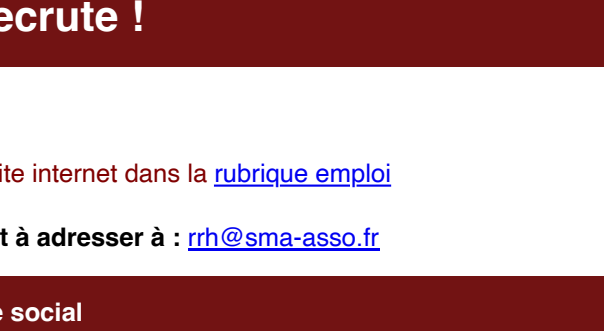 ecrute !
ite internet dans la rubrique emploi
t à adresser à : rrh@sma-asso.fr
e social